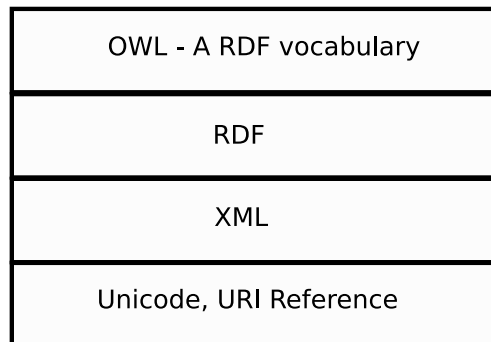 OWL - A RDF vocabulary
RDF
XML
Unicode, URI Reference